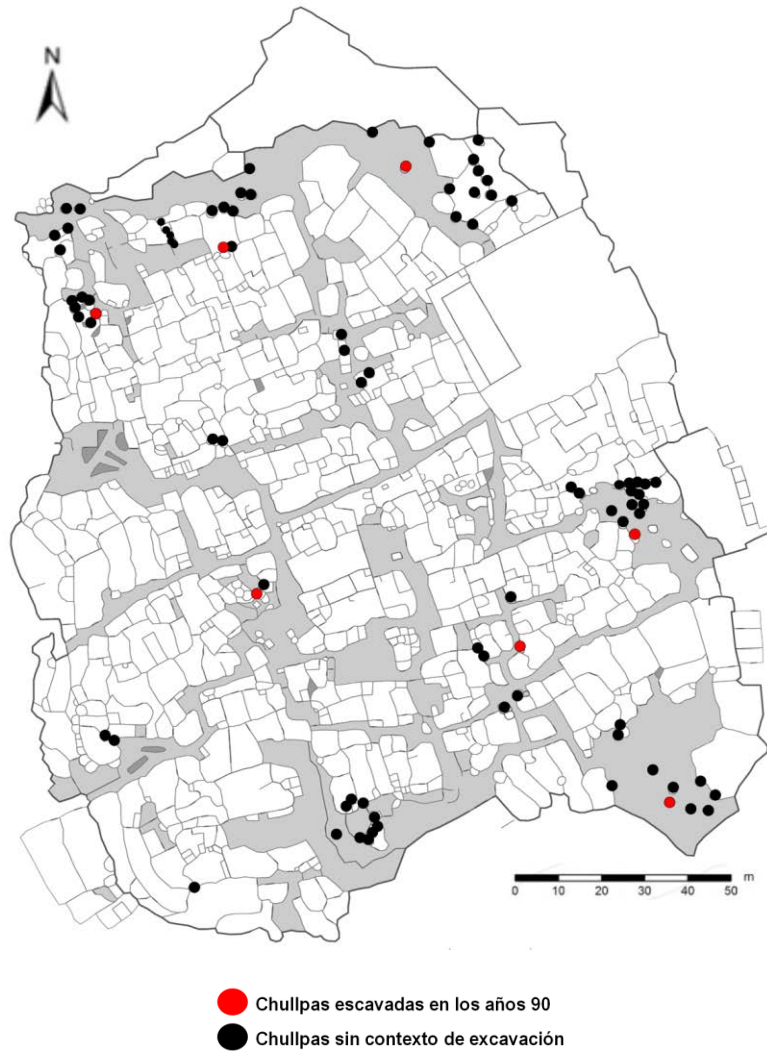 N
m
0 10 20 30 40 50
Chullpas escavadas en los años 90
Chullpas sin contexto de excavación